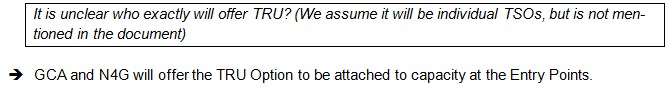 It is unclear who exactly will offer TRU? (We assume it will be individual TSOs, but is not men-
tioned in the document)
➔ GCA and N4G will offer the TRU Option to be attached to capacity at the Entry Points.